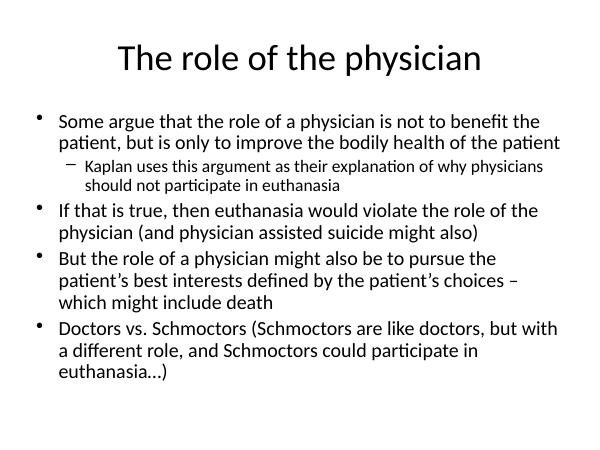 The role of the physician
• Some argue that the role of a physician is not to benefit the
patient, but is only to improve the bodily health of the patient
– Kaplan uses this argument as their explanation of why physicians
should not participate in euthanasia
• If that is true, then euthanasia would violate the role of the
physician (and physician assisted suicide might also)
• But the role of a physician might also be to pursue the
patient’s best interests defined by the patient’s choices –
which might include death
• Doctors vs. Schmoctors (Schmoctors are like doctors, but with
a different role, and Schmoctors could participate in
euthanasia…)